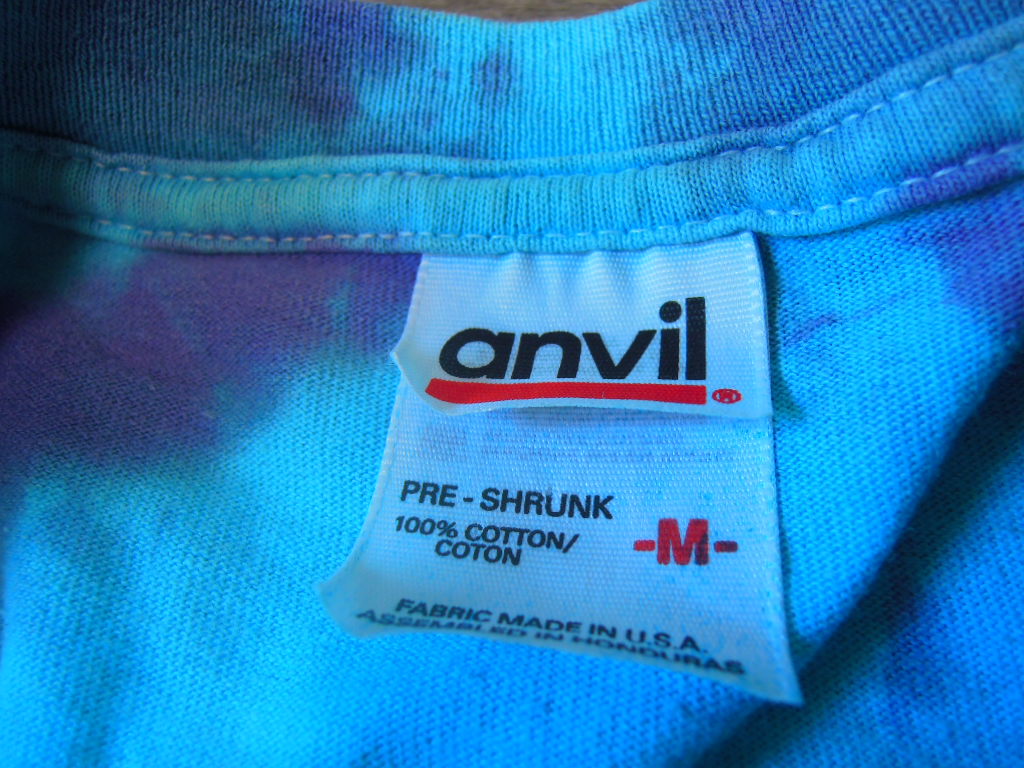 anvil®
PRE - SHRUNK
100% COTTON/
COTON
-M-
FABRIC MADE IN U.S.A.
ASSEMBLED IN HONDURAS